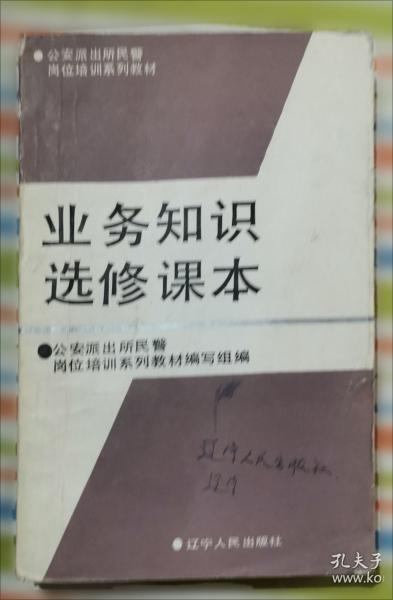 公安派出所民警
岗位培训系列教材
业务知识
选修课本
公安派出所民警
岗位培训系列教材编写组编
辽宁人民出版社
辽宁
辽宁人民出版社
孔夫子
www.ko